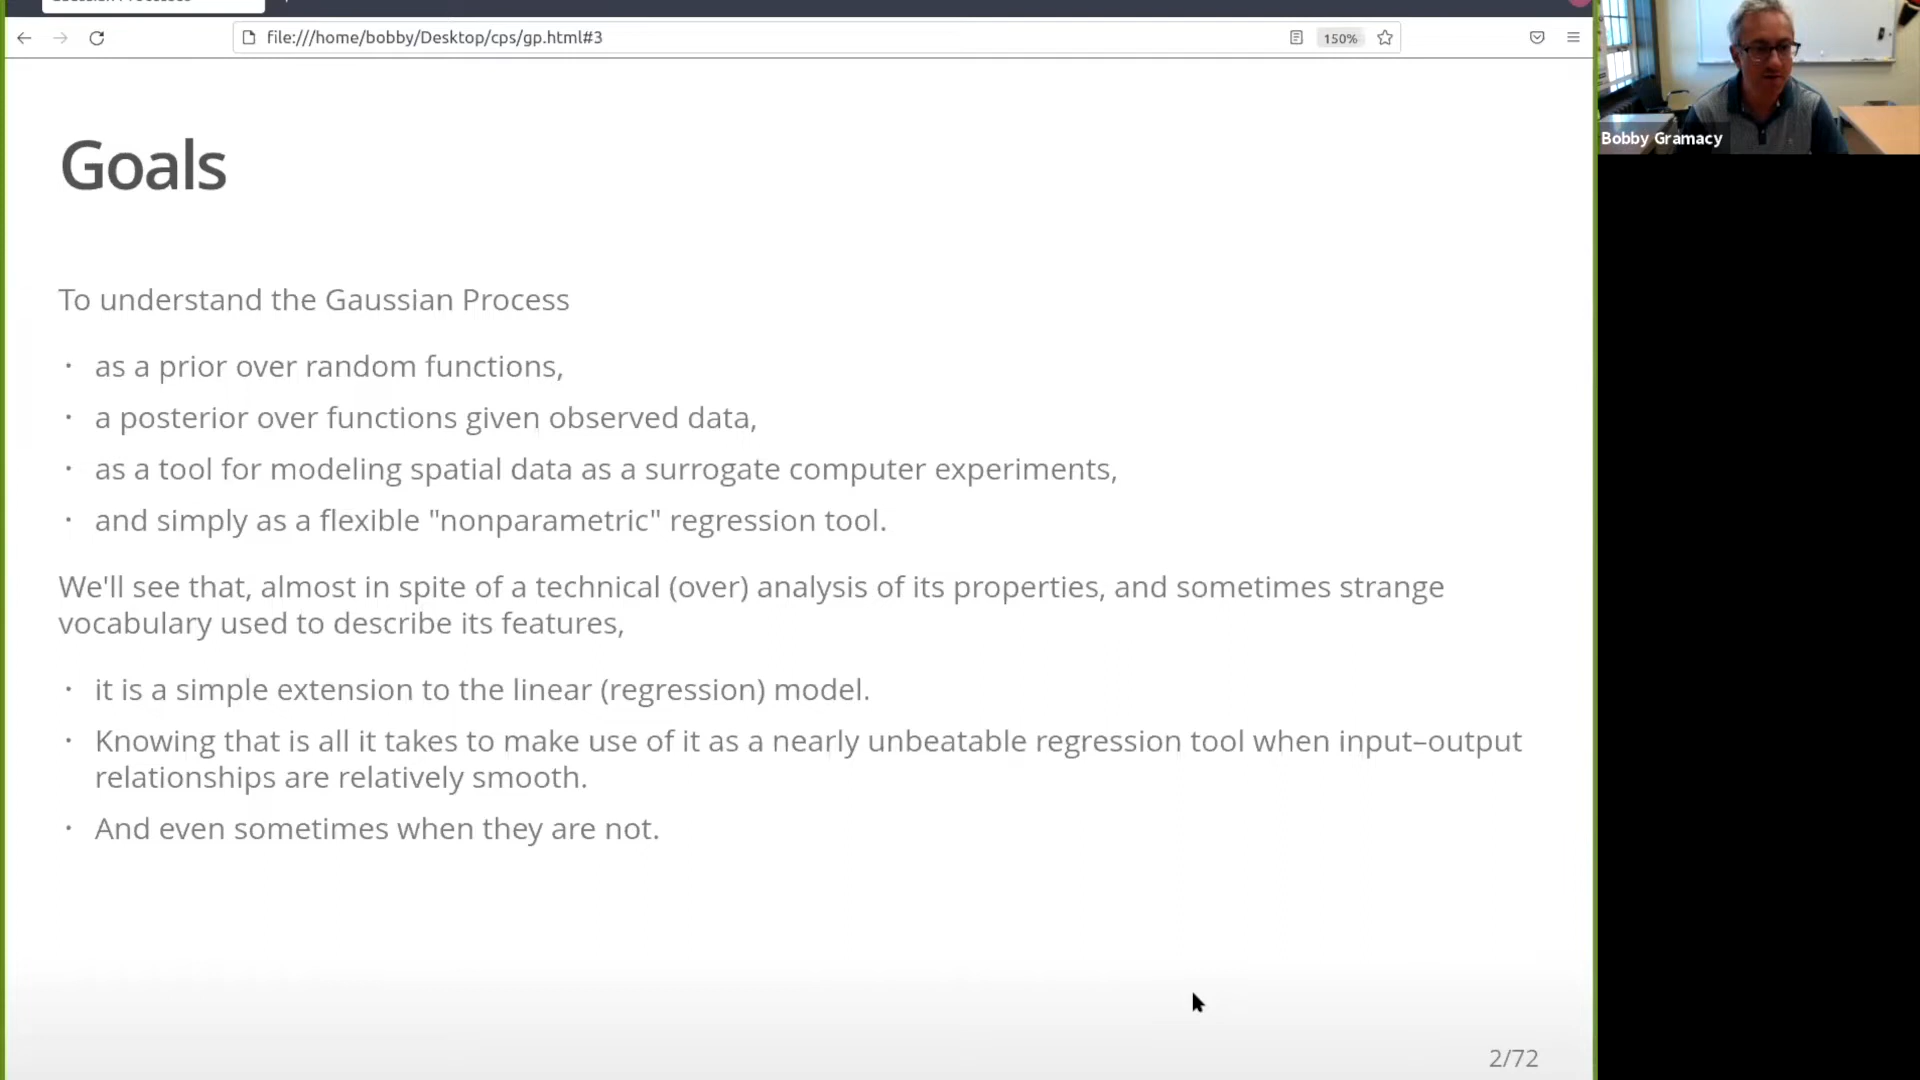 file:///home/bobby/Desktop/cps/gp.html#3
150%
Bobby Gramacy
Goals
To understand the Gaussian Process
· as a prior over random functions,
· a posterior over functions given observed data,
· as a tool for modeling spatial data as a surrogate computer experiments,
· and simply as a flexible "nonparametric" regression tool.
We'll see that, almost in spite of a technical (over) analysis of its properties, and sometimes strange
vocabulary used to describe its features,
· it is a simple extension to the linear (regression) model.
· Knowing that is all it takes to make use of it as a nearly unbeatable regression tool when input–output
relationships are relatively smooth.
· And even sometimes when they are not.
2/72